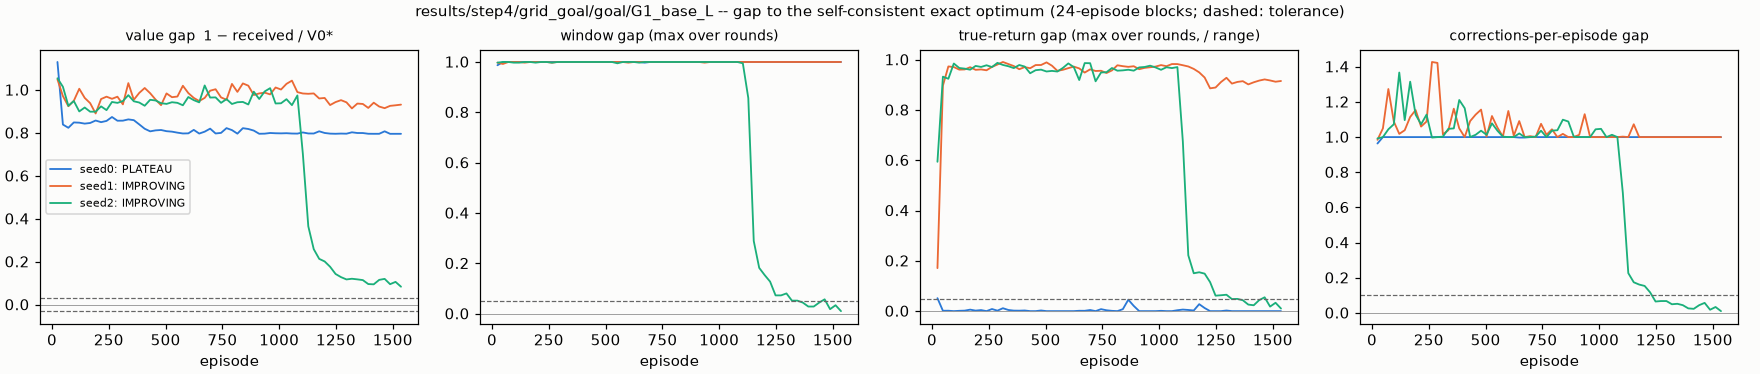 results/step4/grid_goal/goal/G1_base_L -- gap to the self-consistent exact optimum (24-episode blocks; dashed: tolerance)
value gap  1 − received / V0*
1.0
0.8
0.6
0.4
0.2
0.0
seed0: PLATEAU
seed1: IMPROVING
seed2: IMPROVING
0 250 500 750 1000 1250 1500
episode
window gap (max over rounds)
1.0
0.8
0.6
0.4
0.2
0.0
0 250 500 750 1000 1250 1500
episode
true-return gap (max over rounds, / range)
1.0
0.8
0.6
0.4
0.2
0.0
0 250 500 750 1000 1250 1500
episode
corrections-per-episode gap
1.4
1.2
1.0
0.8
0.6
0.4
0.2
0.0
0 250 500 750 1000 1250 1500
episode